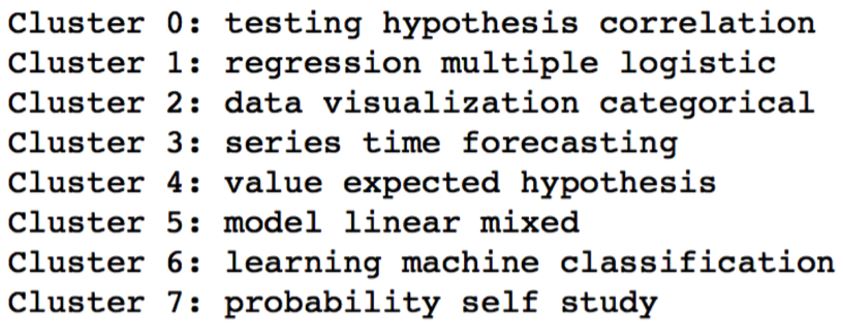 Cluster 0: testing hypothesis correlation
Cluster 1: regression multiple logistic
Cluster 2: data visualization categorical
Cluster 3: series time forecasting
Cluster 4: value expected hypothesis
Cluster 5: model linear mixed
Cluster 6: learning machine classification
Cluster 7: probability self study